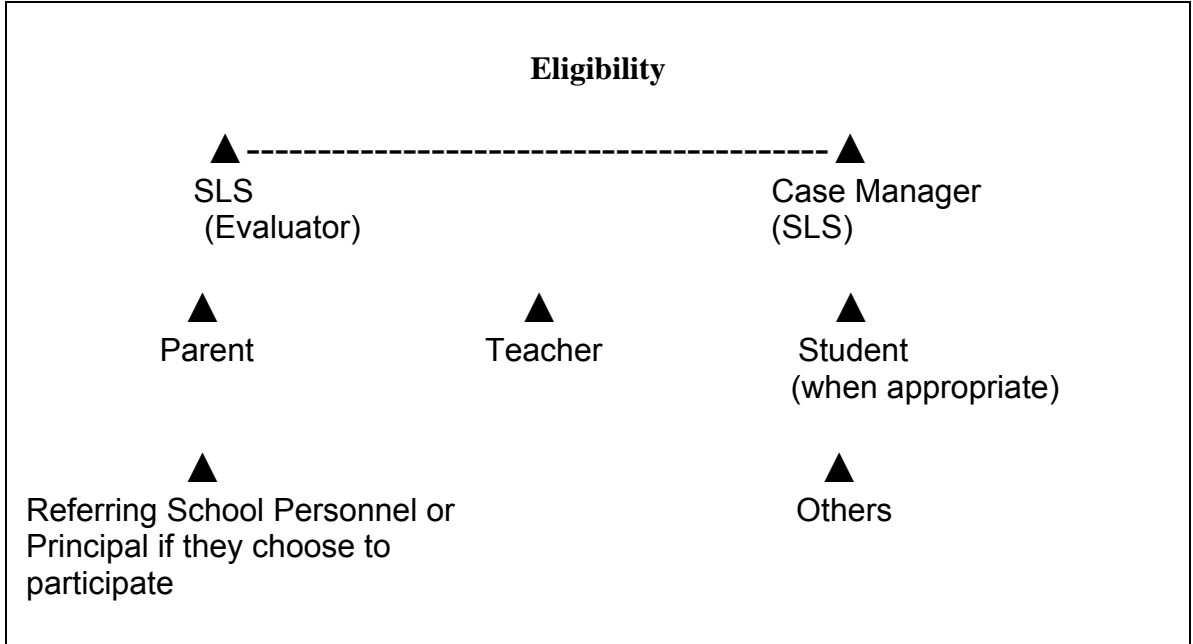 Eligibility
SLS
(Evaluator)
Case Manager
(SLS)
Parent
Teacher
Student
(when appropriate)
Referring School Personnel or
Principal if they choose to
participate
Others